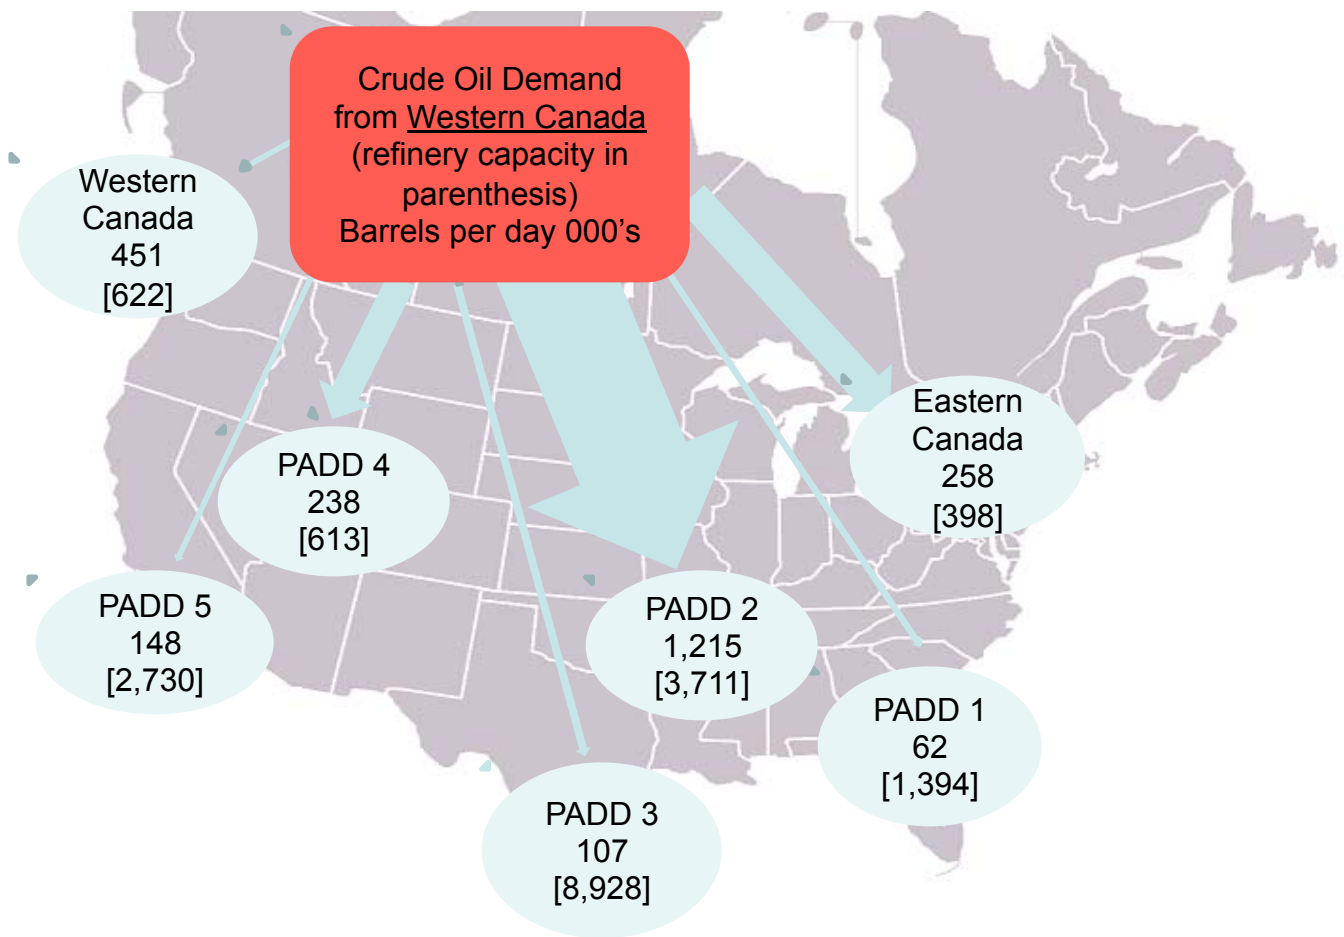 Crude Oil Demand
from Western Canada
(refinery capacity in
parenthesis)
Barrels per day 000’s
Western
Canada
451
[622]
Eastern
Canada
258
[398]
PADD 4
238
[613]
PADD 5
148
[2,730]
PADD 2
1,215
[3,711]
PADD 1
62
[1,394]
PADD 3
107
[8,928]